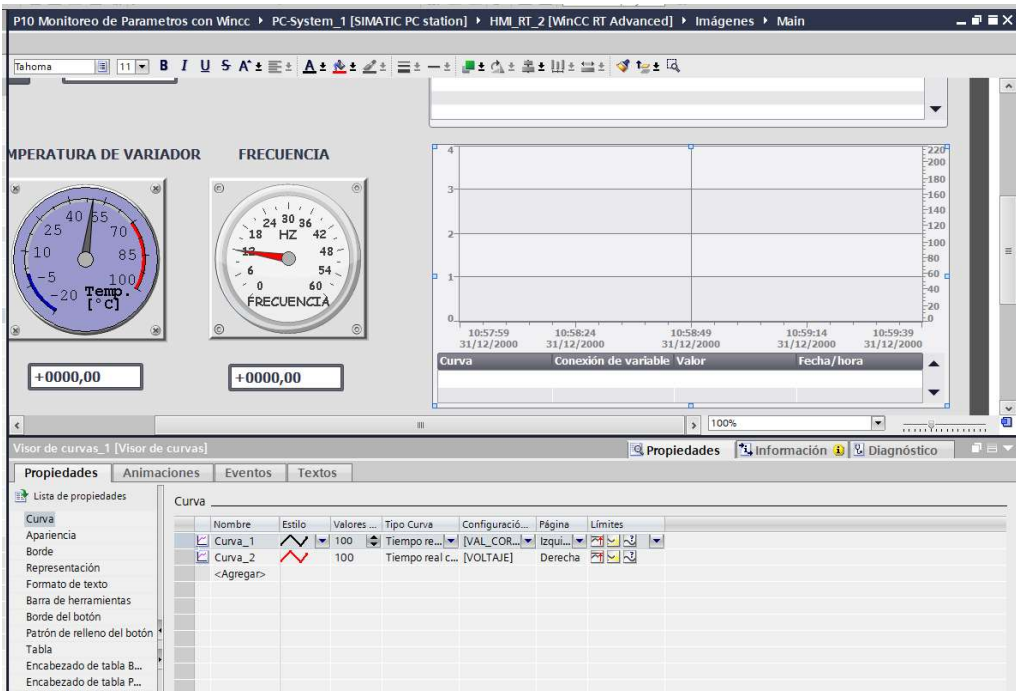 P10 Monitoreo de Parametros con Wincc ▸ PC-System_1 [SIMATIC PC station] ▸ HMI_RT_2 [WinCC RT Advanced] ▸ Imágenes ▸ Main
Tahoma 11 B I U S A
MPERATURA DE VARIADOR FRECUENCIA
-20 -5 10 25 40 55 70 85 100
Temp.
[°C]
0 6 12 18 24 30 36 42 48 54 60
HZ
FRECUENCIA
+0000,00 +0000,00
4 3 2 1 0
220 200 180 160 140 120 100 80 60 40 20 0
10:57:59 10:58:24 10:58:49 10:59:14 10:59:39
31/12/2000 31/12/2000 31/12/2000 31/12/2000 31/12/2000
Curva Conexión de variable Valor Fecha/hora
100%
Visor de curvas_1 [Visor de curvas] Propiedades Información Diagnóstico
Propiedades Animaciones Eventos Textos
Lista de propiedades
Curva
Apariencia
Borde
Representación
Formato de texto
Barra de herramientas
Borde del botón
Patrón de relleno del botón
Tabla
Encabezado de tabla B...
Encabezado de tabla P...
Curva
Nombre Estilo Valores ... Tipo Curva Configuració... Página Límites
Curva_1 100 Tiempo re... [VAL_COR... Izqui...
Curva_2 100 Tiempo real c... [VOLTAJE] Derecha
<Agregar>